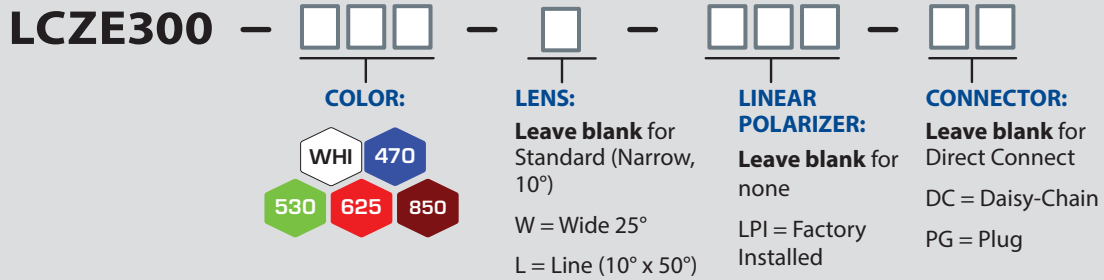 LCZE300 – – – –
COLOR:
WHI 470
530 625 850
LENS:
Leave blank for
Standard (Narrow,
10°)
W = Wide 25°
L = Line (10° x 50°)
LINEAR
POLARIZER:
Leave blank for
none
LPI = Factory
Installed
CONNECTOR:
Leave blank for
Direct Connect
DC = Daisy-Chain
PG = Plug